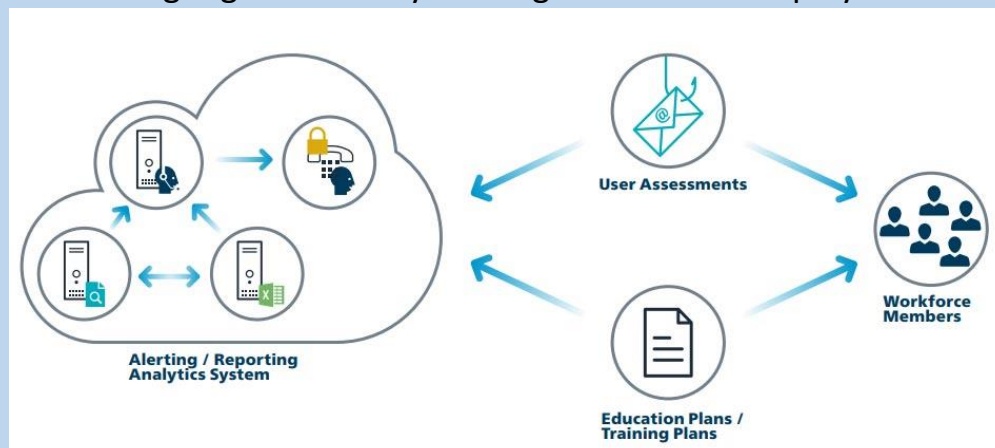 @
User Assessments
X
Workforce
Members
Alerting / Reporting
Analytics System
Education Plans /
Training Plans